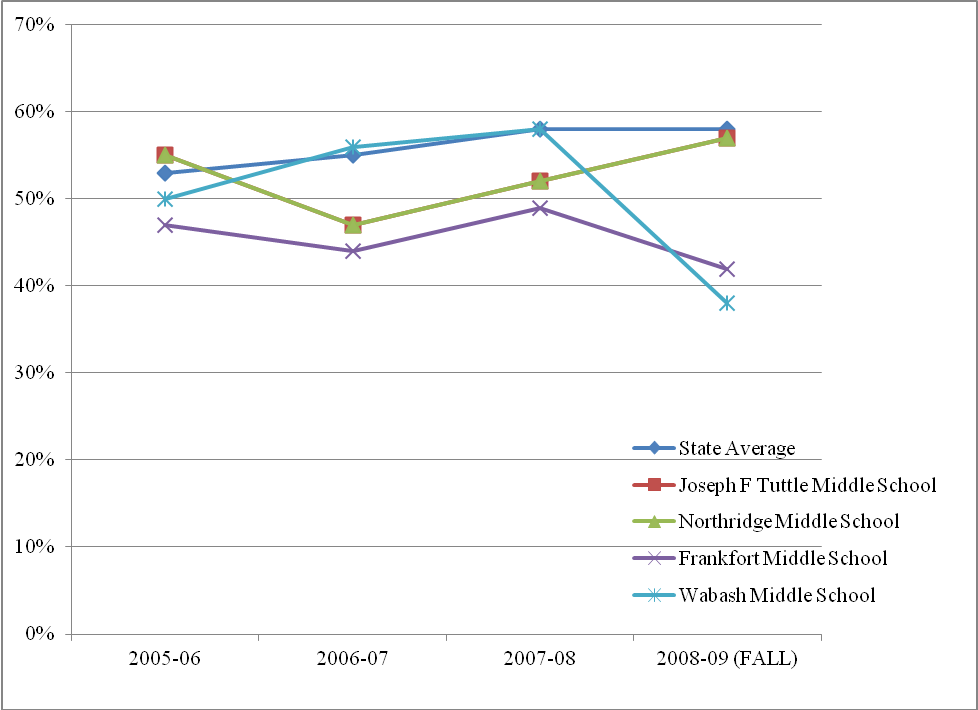 70%
60%
50%
40%
30%
20%
10%
0%
2005-06
2006-07
2007-08
2008-09 (FALL)
State Average
Joseph F Tuttle Middle School
Northridge Middle School
Frankfort Middle School
Wabash Middle School